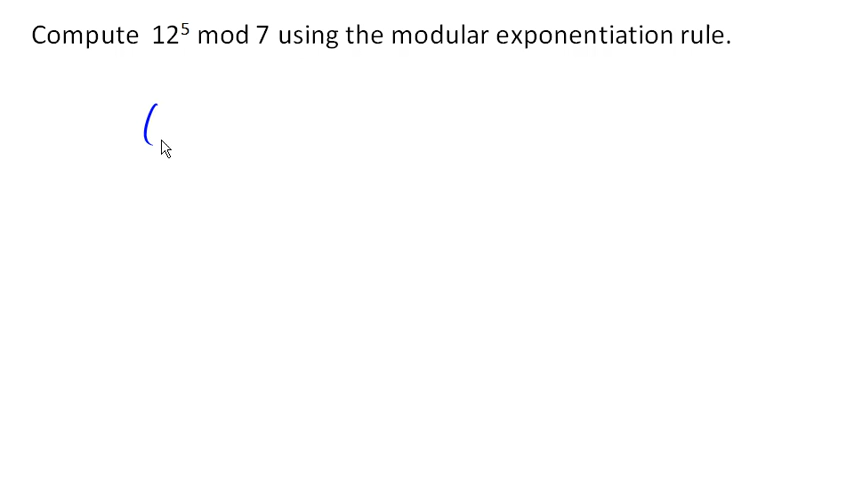 Compute 12⁵ mod 7 using the modular exponentiation rule.
(